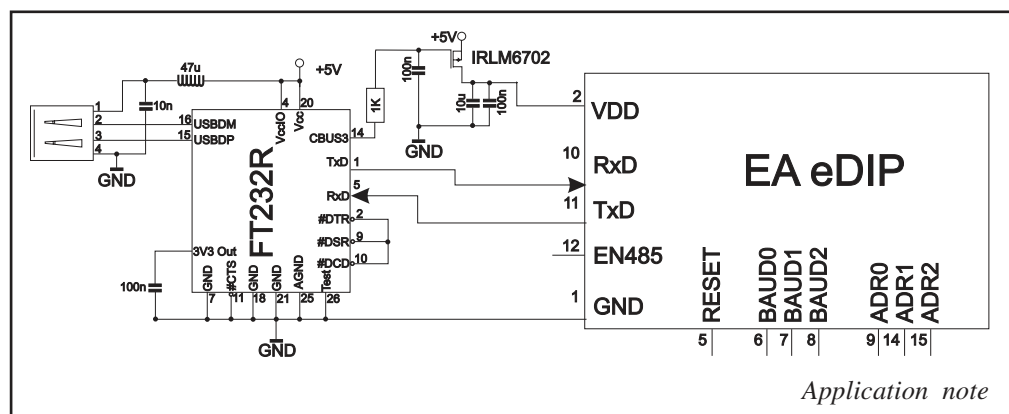 +5V
IRLM6702
47u
+5V
100n
1K
10u
100n
1
2
3
4
10n
GND
4
20
VccIO
Vcc
16
USBDM
15
USBDP
CBUS3
14
GND
2
VDD
TxD
1
10
RxD
EA eDIP
FT232R
RxD
5
11
TxD
#DTR
2
#DSR
9
#DCD
10
12
EN485
3V3 Out
100n
GND
#CTS
GND
GND
AGND
Test
7
11
18
21
25
26
1
GND
GND
RESET
BAUD0
BAUD1
BAUD2
ADR0
ADR1
ADR2
5
6
7
8
9
14
15
Application note